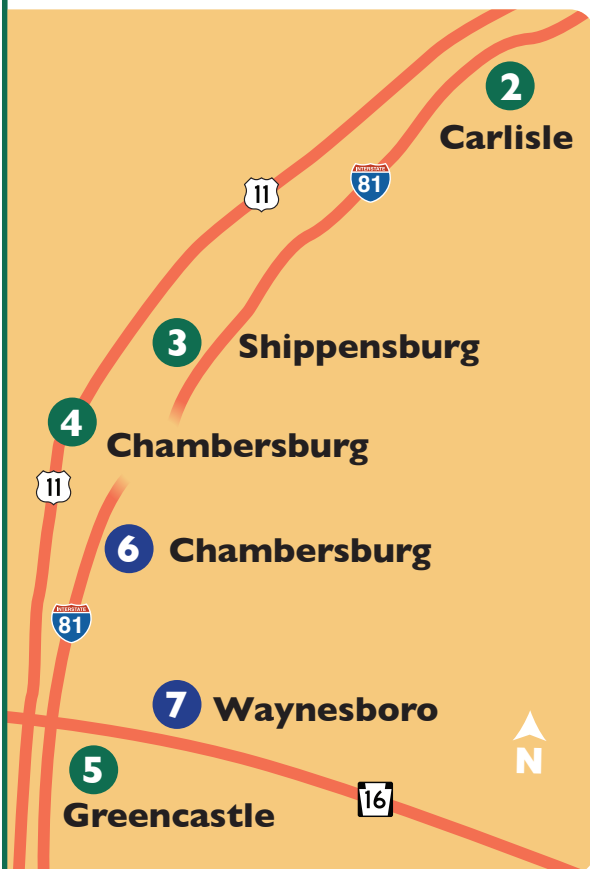 2
Carlisle
INTERSTATE
81
11
3
Shippensburg
4
Chambersburg
11
6
Chambersburg
INTERSTATE
81
7
Waynesboro
N
5
16
Greencastle